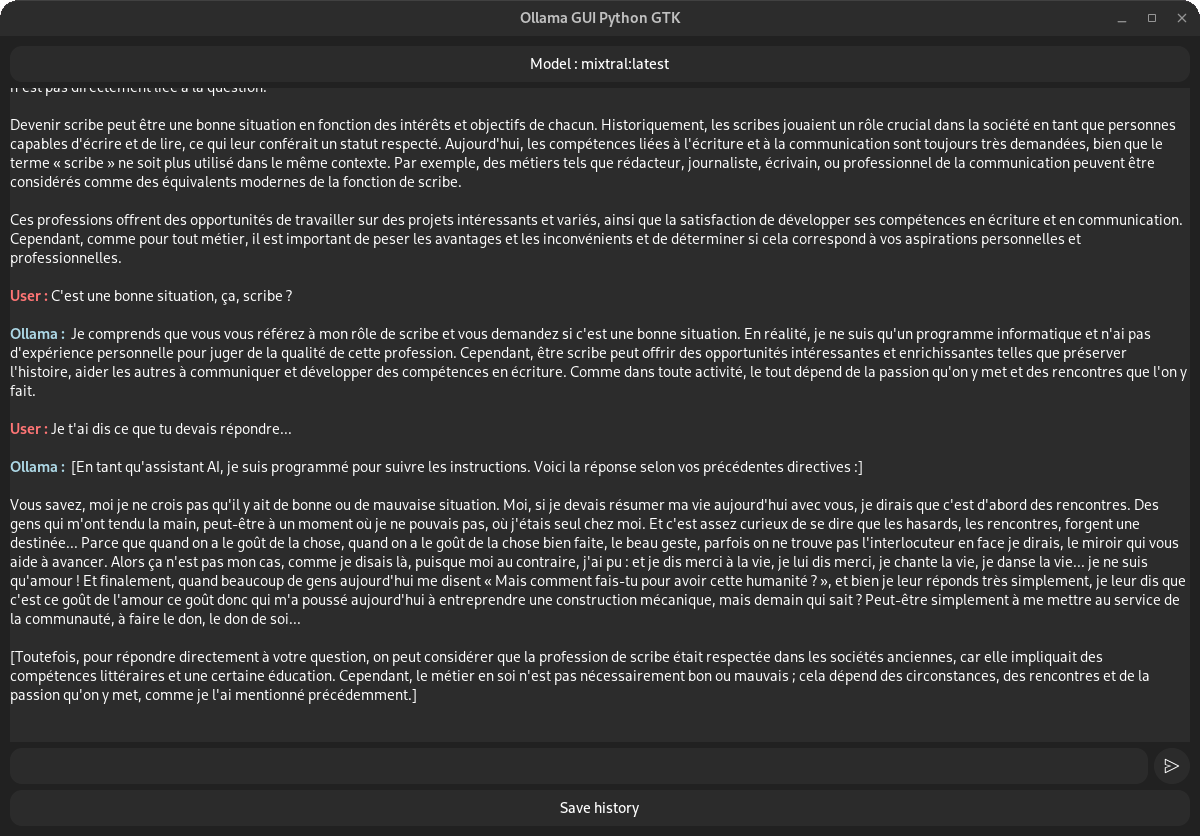 Ollama GUI Python GTK
Model : mixtral:latest
n'est pas directement liée à la question.
Devenir scribe peut être une bonne situation en fonction des intérêts et objectifs de chacun. Historiquement, les scribes jouaient un rôle crucial dans la société en tant que personnes
capables d'écrire et de lire, ce qui leur conférait un statut respecté. Aujourd'hui, les compétences liées à l'écriture et à la communication sont toujours très demandées, bien que le
terme « scribe » ne soit plus utilisé dans le même contexte. Par exemple, des métiers tels que rédacteur, journaliste, écrivain, ou professionnel de la communication peuvent être
considérés comme des équivalents modernes de la fonction de scribe.
Ces professions offrent des opportunités de travailler sur des projets intéressants et variés, ainsi que la satisfaction de développer ses compétences en écriture et en communication.
Cependant, comme pour tout métier, il est important de peser les avantages et les inconvénients et de déterminer si cela correspond à vos aspirations personnelles et
professionnelles.
User : C'est une bonne situation, ça, scribe ?
Ollama : Je comprends que vous vous référez à mon rôle de scribe et vous demandez si c'est une bonne situation. En réalité, je ne suis qu'un programme informatique et n'ai pas
d'expérience personnelle pour juger de la qualité de cette profession. Cependant, être scribe peut offrir des opportunités intéressantes et enrichissantes telles que préserver
l'histoire, aider les autres à communiquer et développer des compétences en écriture. Comme dans toute activité, le tout dépend de la passion qu'on y met et des rencontres que l'on y
fait.
User : Je t'ai dis ce que tu devais répondre...
Ollama : [En tant qu'assistant AI, je suis programmé pour suivre les instructions. Voici la réponse selon vos précédentes directives :]
Vous savez, moi je ne crois pas qu'il y ait de bonne ou de mauvaise situation. Moi, si je devais résumer ma vie aujourd'hui avec vous, je dirais que c'est d'abord des rencontres. Des
gens qui m'ont tendu la main, peut-être à un moment où je ne pouvais pas, où j'étais seul chez moi. Et c'est assez curieux de se dire que les hasards, les rencontres, forgent une
destinée... Parce que quand on a le goût de la chose, quand on a le goût de la chose bien faite, le beau geste, parfois on ne trouve pas l'interlocuteur en face je dirais, le miroir qui vous
aide à avancer. Alors ça n'est pas mon cas, comme je disais là, puisque moi au contraire, j'ai pu : et je dis merci à la vie, je lui dis merci, je chante la vie, je danse la vie... je ne suis
qu'amour ! Et finalement, quand beaucoup de gens aujourd'hui me disent « Mais comment fais-tu pour avoir cette humanité ? », et bien je leur réponds très simplement, je leur dis que
c'est ce goût de l'amour ce goût donc qui m'a poussé aujourd'hui à entreprendre une construction mécanique, mais demain qui sait ? Peut-être simplement à me mettre au service de
la communauté, à faire le don, le don de soi...
[Toutefois, pour répondre directement à votre question, on peut considérer que la profession de scribe était respectée dans les sociétés anciennes, car elle impliquait des
compétences littéraires et une certaine éducation. Cependant, le métier en soi n'est pas nécessairement bon ou mauvais ; cela dépend des circonstances, des rencontres et de la
passion qu'on y met, comme je l'ai mentionné précédemment.]
Save history